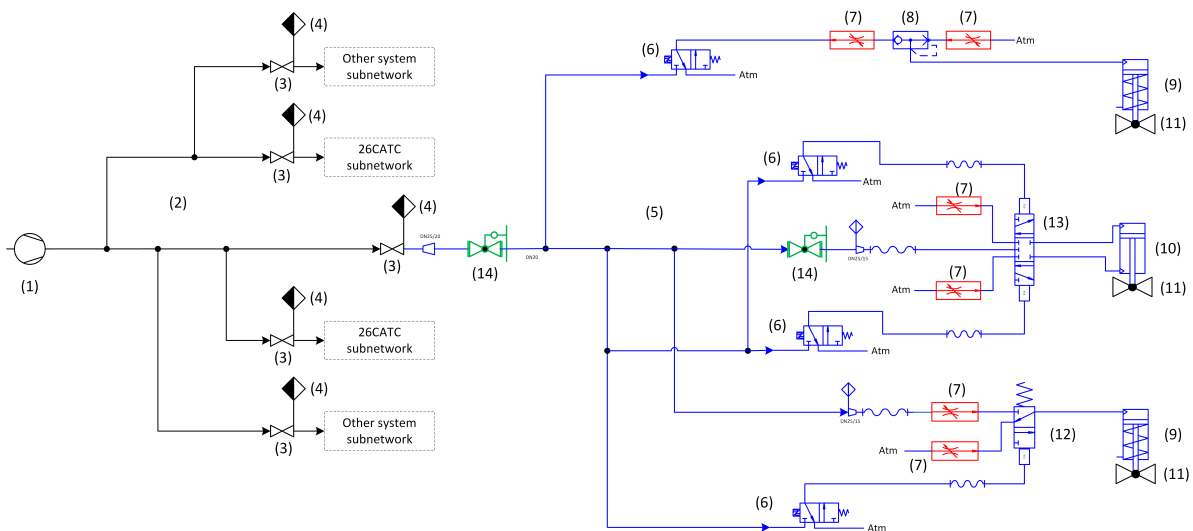 (4)
(7)
(8)
(7)
Atm
(6)
Atm
Other system
subnetwork
(3)
(9)
(4)
(11)
26CATC
subnetwork
(3)
(6)
Atm
(7)
Atm
(2)
(4)
(5)
(13)
DN25/20
DN20
(10)
(1)
(3)
(14)
(14)
DN25/15
(7)
Atm
(11)
(4)
26CATC
subnetwork
(3)
(6)
Atm
(4)
(7)
DN25/15
Other system
subnetwork
(3)
(12)
(9)
Atm
(7)
(11)
(6)
Atm